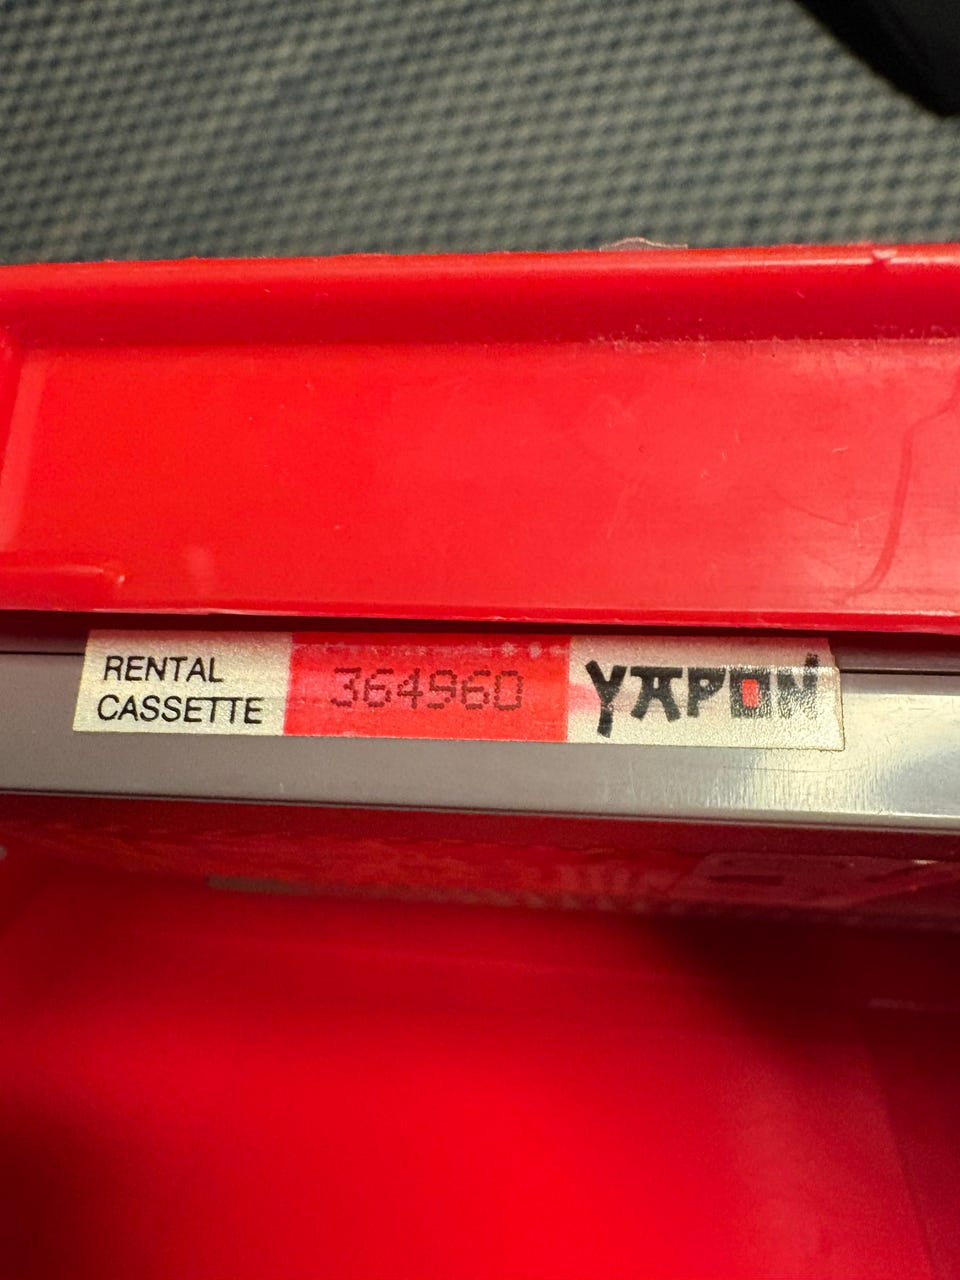 RENTAL
CASSETTE
364960
YAPON